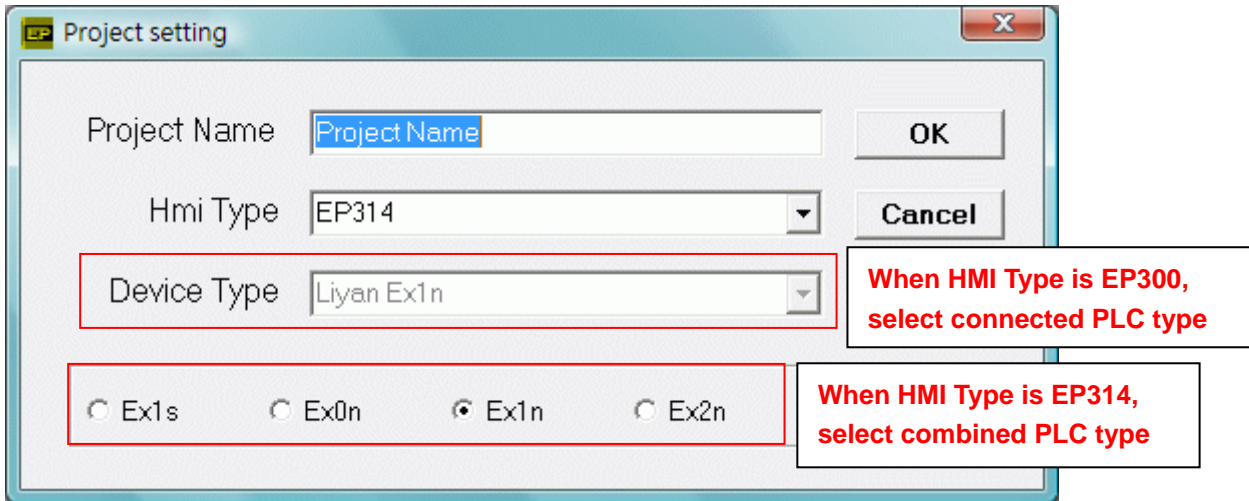 EP Project setting
Project Name Project Name OK
Hmi Type EP314 Cancel
Device Type Liyan Ex1n
When HMI Type is EP300,
select connected PLC type
Ex1s Ex0n Ex1n Ex2n
When HMI Type is EP314,
select combined PLC type